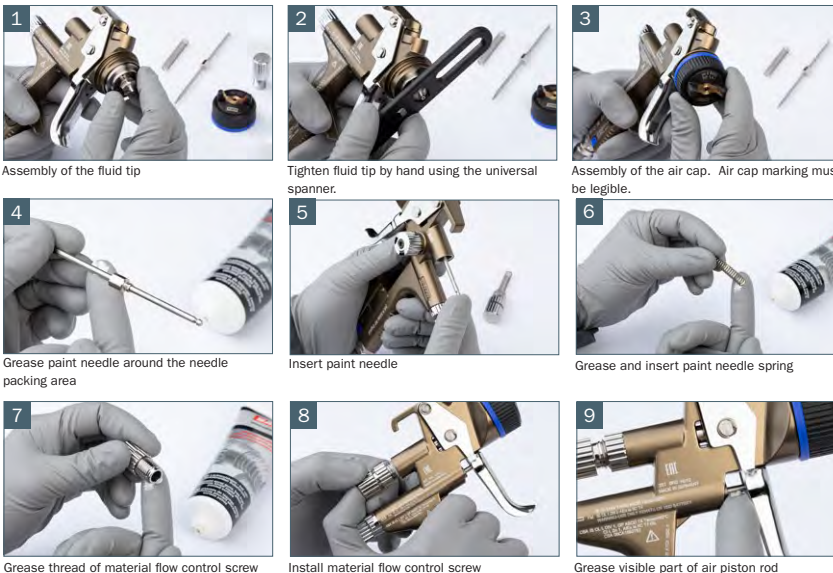 1
2
3
Assembly of the fluid tip
Tighten fluid tip by hand using the universal
spanner.
Assembly of the air cap. Air cap marking mus
be legible.
4
5
6
Grease paint needle around the needle
packing area
Insert paint needle
Grease and insert paint needle spring
7
8
9
Grease thread of material flow control screw
Install material flow control screw
Grease visible part of air piston rod